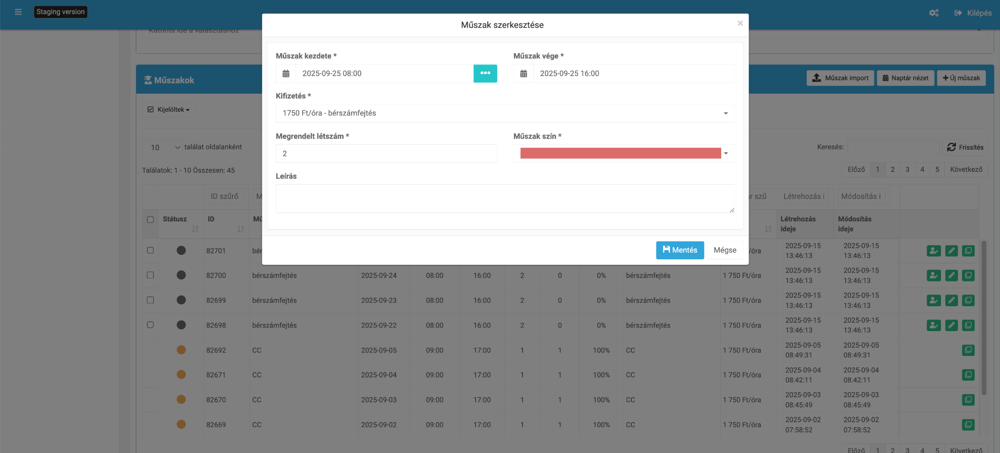 Staging version
Kilépés
Kattints ide a választáshoz
Műszak szerkesztése
×
Műszak kezdete *
Műszak vége *
2025-09-25 08:00
2025-09-25 16:00
Kifizetés *
1750 Ft/óra - bérszámfejtés
Megrendelt létszám *
Műszak szín *
2
Leírás
Mentés
Mégse
Műszakok
Műszak import
Naptár nézet
Új műszak
Kijelöltek
10 találat oldalanként
Keresés:
Frissítés
Találatok: 1 - 10 Összesen: 45
Előző 1 2 3 4 5 Következő
ID szűrő M ár szű Létrehozás i Módosítás i
Státusz ID Mű Létrehozás ideje Módosítás ideje
82701 bér /óra 2025-09-15 13:46:13 2025-09-15 13:46:13
82700 bérszámfejtés 2025-09-24 08:00 16:00 2 0 0% bérszámfejtés 1 750 Ft/óra 2025-09-15 13:46:13 2025-09-15 13:46:13
82699 bérszámfejtés 2025-09-23 08:00 16:00 2 0 0% bérszámfejtés 1 750 Ft/óra 2025-09-15 13:46:13 2025-09-15 13:46:13
82698 bérszámfejtés 2025-09-22 08:00 16:00 2 0 0% bérszámfejtés 1 750 Ft/óra 2025-09-15 13:46:13 2025-09-15 13:46:13
82692 CC 2025-09-05 09:00 17:00 1 1 100% CC 1 750 Ft/óra 2025-09-05 08:49:31 2025-09-05 08:49:31
82671 CC 2025-09-04 09:00 17:00 1 1 100% CC 1 750 Ft/óra 2025-09-04 08:42:11 2025-09-04 08:42:11
82670 CC 2025-09-03 09:00 17:00 1 1 100% CC 1 750 Ft/óra 2025-09-03 08:45:49 2025-09-03 08:45:49
82669 CC 2025-09-02 09:00 17:00 1 1 100% CC 1 750 Ft/óra 2025-09-02 07:58:52 2025-09-02 07:58:52
Előző 1 2 3 4 5 Következő